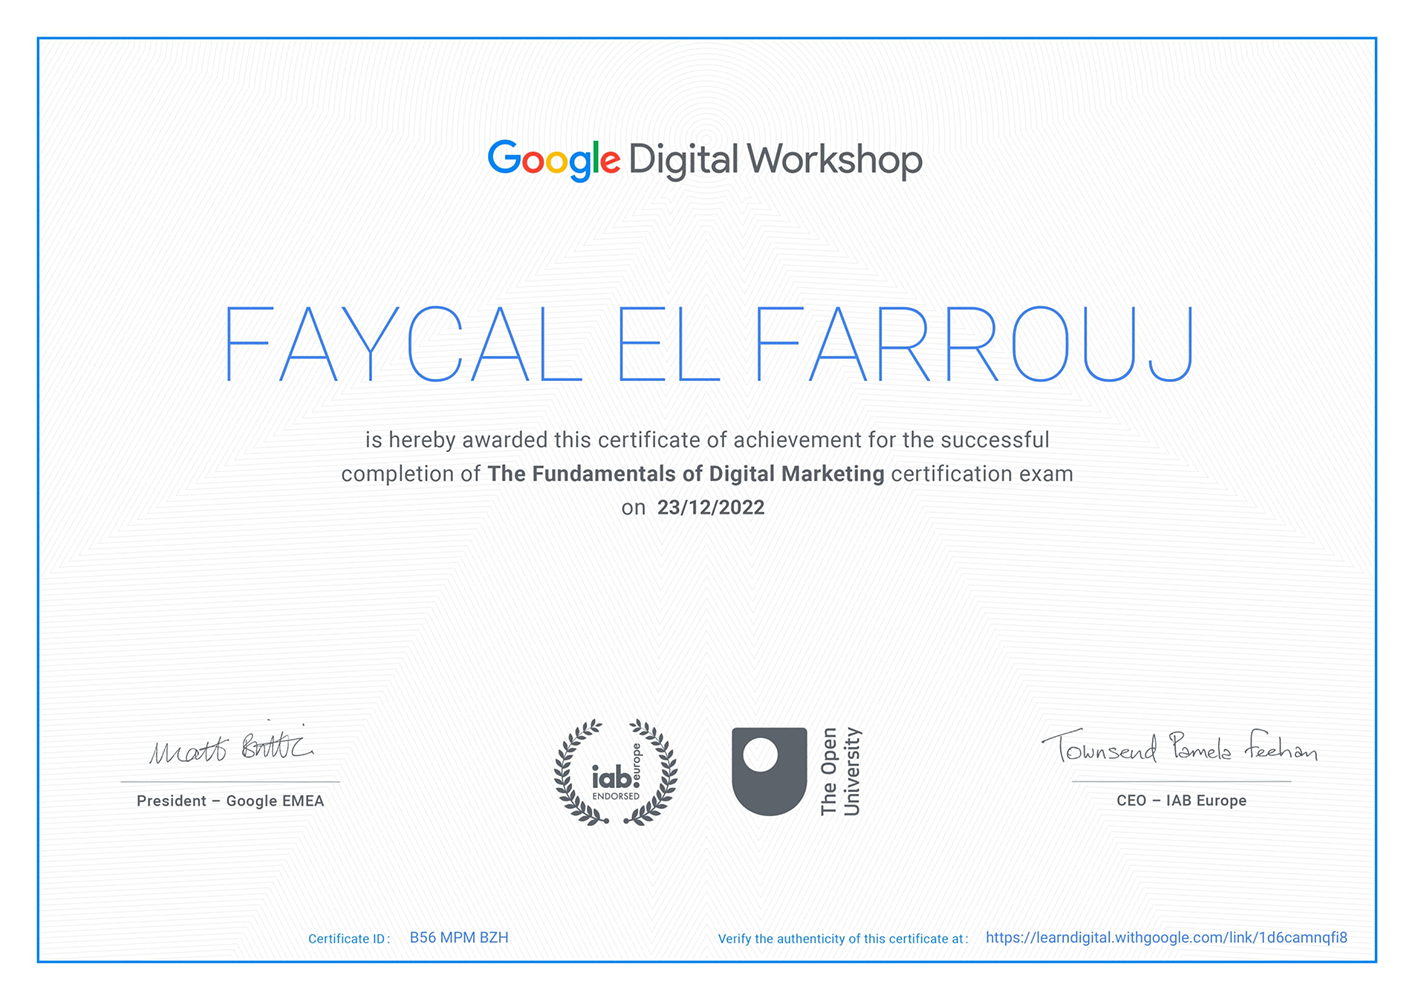 Google Digital Workshop
FAYCAL EL FARROUJ
is hereby awarded this certificate of achievement for the successful
completion of The Fundamentals of Digital Marketing certification exam
on 23/12/2022
Matt Brittin
President – Google EMEA
iab.europe
ENDORSED
The Open
University
Townsend Pamela Feehan
CEO – IAB Europe
Certificate ID: B56 MPM BZH
Verify the authenticity of this certificate at: https://learndigital.withgoogle.com/link/1d6camnqfi8